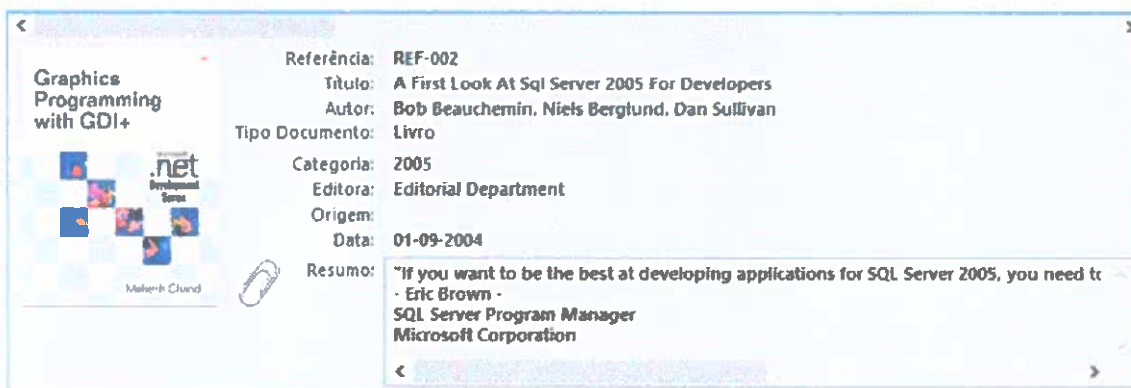 Graphics
Programming
with GDI+
.net
Development
Series
Mahesh Chand
Referência: REF-002
Título: A First Look At Sql Server 2005 For Developers
Autor: Bob Beauchemin, Niels Berglund, Dan Sullivan
Tipo Documento: Livro
Categoria: 2005
Editora: Editorial Department
Origem:
Data: 01-09-2004
Resumo: "If you want to be the best at developing applications for SQL Server 2005, you need to
- Eric Brown -
SQL Server Program Manager
Microsoft Corporation